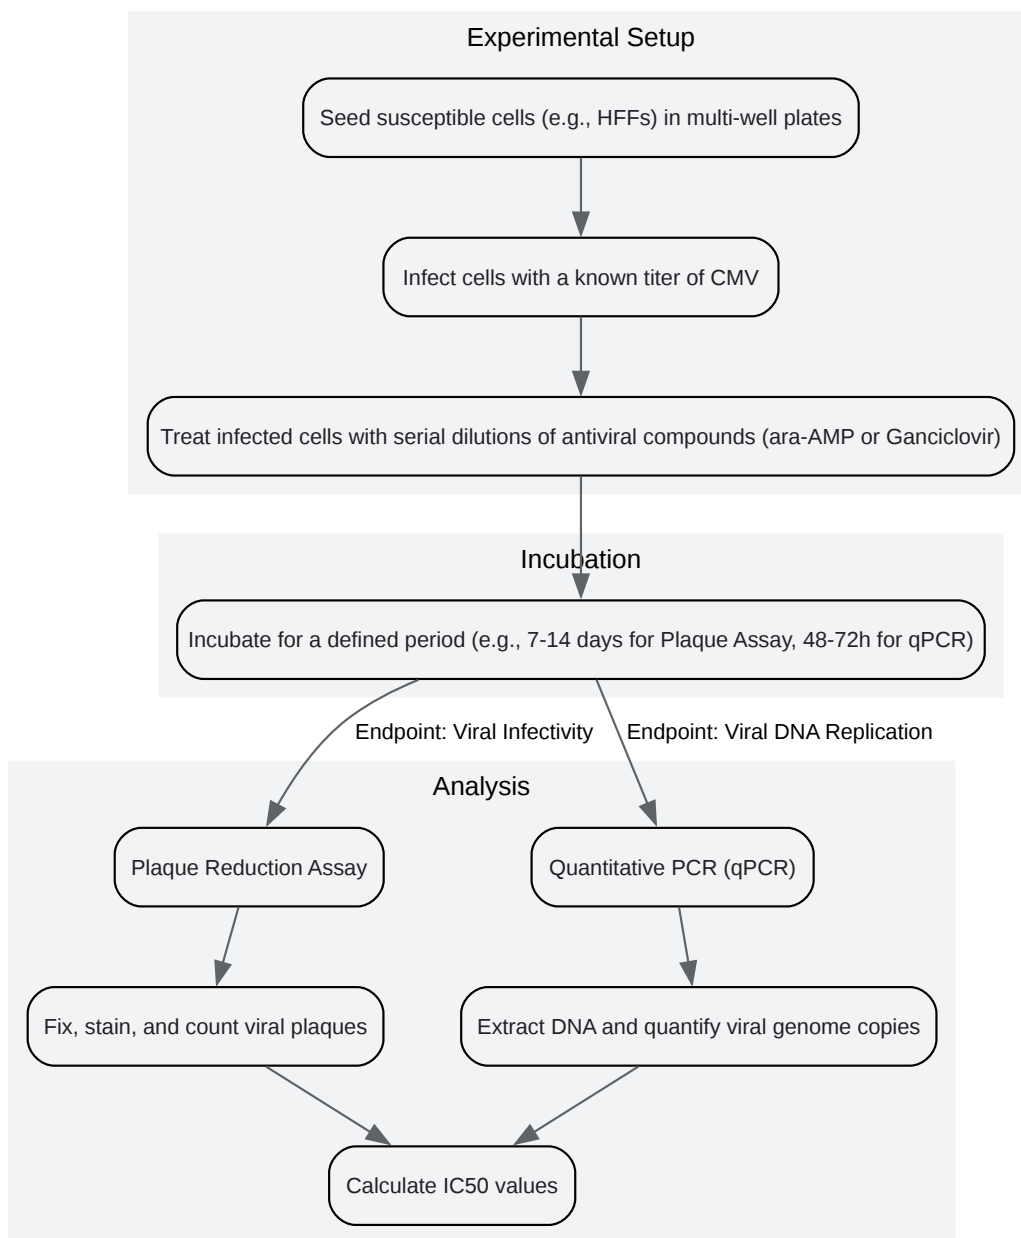 Experimental Setup
Seed susceptible cells (e.g., HFFs) in multi-well plates
Infect cells with a known titer of CMV
Treat infected cells with serial dilutions of antiviral compounds (ara-AMP or Ganciclovir)
Incubation
Incubate for a defined period (e.g., 7-14 days for Plaque Assay, 48-72h for qPCR)
Endpoint: Viral Infectivity
Endpoint: Viral DNA Replication
Analysis
Plaque Reduction Assay
Quantitative PCR (qPCR)
Fix, stain, and count viral plaques
Extract DNA and quantify viral genome copies
Calculate IC50 values